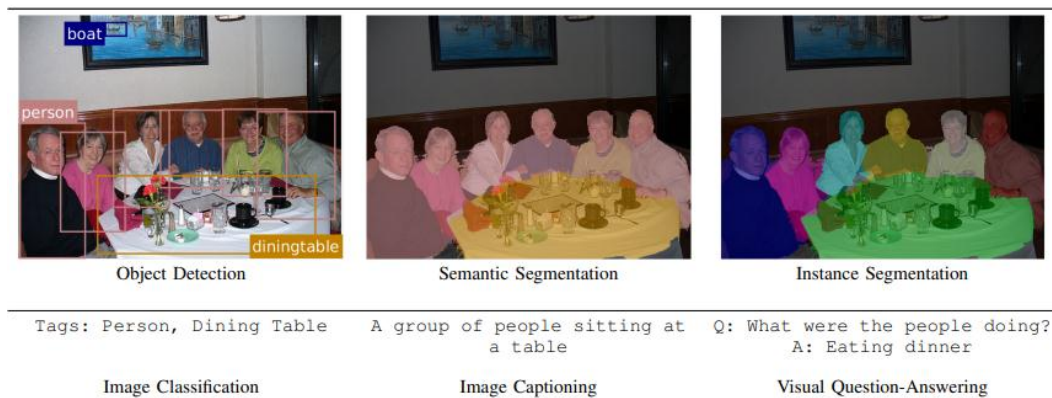 boat
person
diningtable
Object Detection
Semantic Segmentation
Instance Segmentation
Tags: Person, Dining Table
A group of people sitting at
a table
Q: What were the people doing?
A: Eating dinner
Image Classification
Image Captioning
Visual Question-Answering